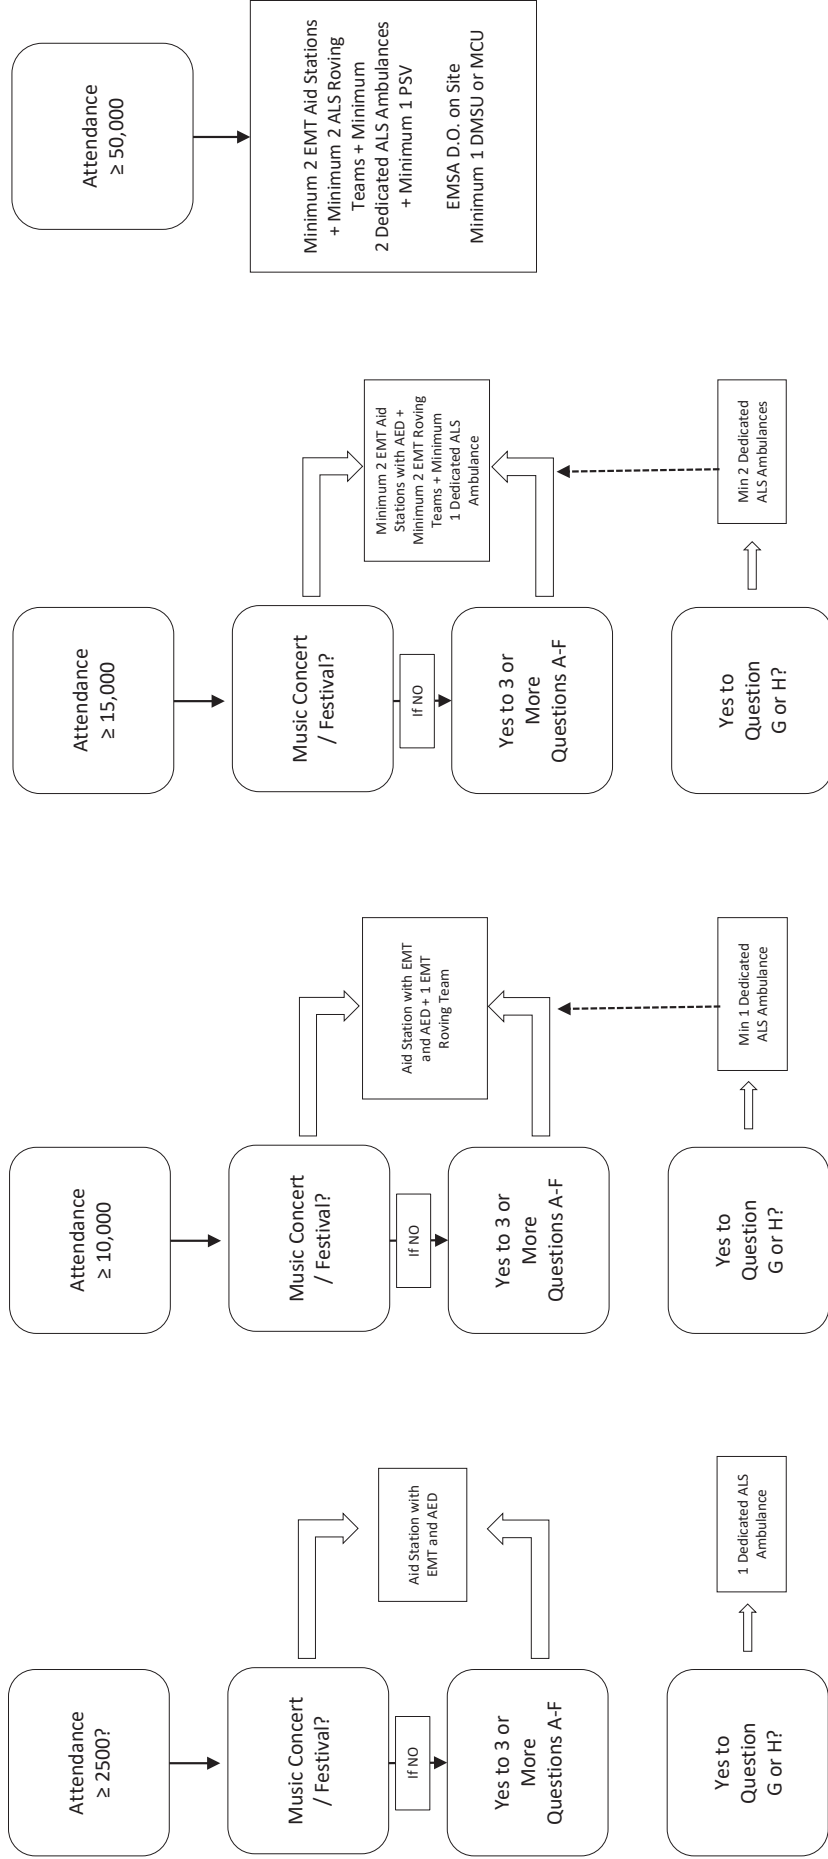 Attendance
≥ 2500?
Music Concert
/ Festival?
If NO
Yes to 3 or
More
Questions A-F
Aid Station with
EMT and AED
Yes to
Question
G or H?
1 Dedicated ALS
Ambulance
Attendance
≥ 10,000
Music Concert
/ Festival?
If NO
Yes to 3 or
More
Questions A-F
Aid Station with EMT
and AED + 1 EMT
Roving Team
Yes to
Question
G or H?
Min 1 Dedicated
ALS Ambulance
Attendance
≥ 15,000
Music Concert
/ Festival?
If NO
Yes to 3 or
More
Questions A-F
Minimum 2 EMT Aid
Stations with AED +
Minimum 2 EMT Roving
Teams + Minimum
1 Dedicated ALS
Ambulance
Yes to
Question
G or H?
Min 2 Dedicated
ALS Ambulances
Attendance
≥ 50,000
Minimum 2 EMT Aid Stations
+ Minimum 2 ALS Roving
Teams + Minimum
2 Dedicated ALS Ambulances
+ Minimum 1 PSV
EMSA D.O. on Site
Minimum 1 DMSU or MCU